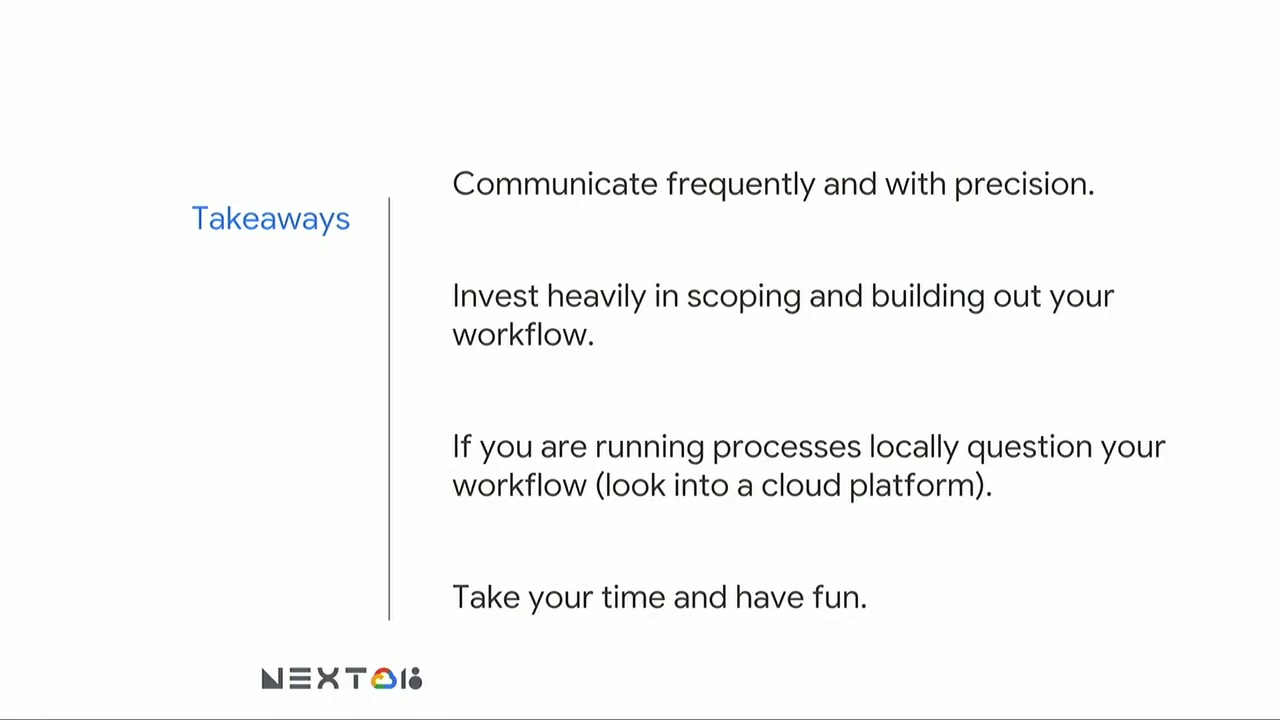 Takeaways
Communicate frequently and with precision.
Invest heavily in scoping and building out your
workflow.
If you are running processes locally question your
workflow (look into a cloud platform).
Take your time and have fun.
NEXT 18